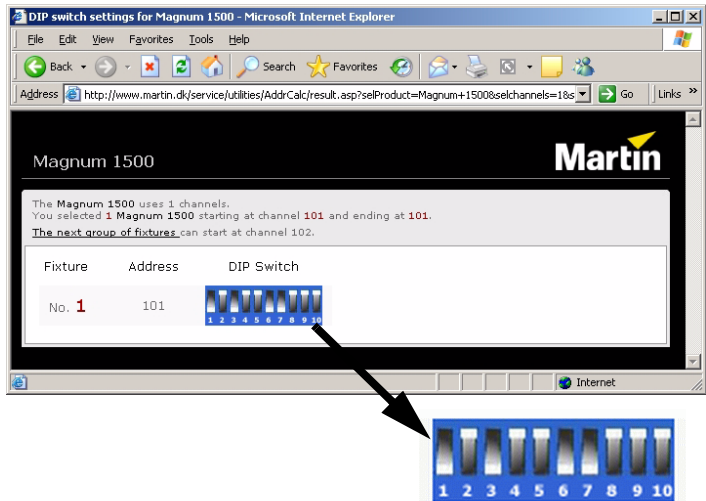 DIP switch settings for Magnum 1500 - Microsoft Internet Explorer
File Edit View Favorites Tools Help
Back Search Favorites
Address http://www.martin.dk/service/utilities/AddrCalc/result.asp?selProduct=Magnum+1500&selchannels=1&s Go Links »
Magnum 1500 Martin
The Magnum 1500 uses 1 channels.
You selected 1 Magnum 1500 starting at channel 101 and ending at 101.
The next group of fixtures can start at channel 102.
Fixture Address DIP Switch
No. 1 101
1 2 3 4 5 6 7 8 9 10
Internet
1 2 3 4 5 6 7 8 9 10